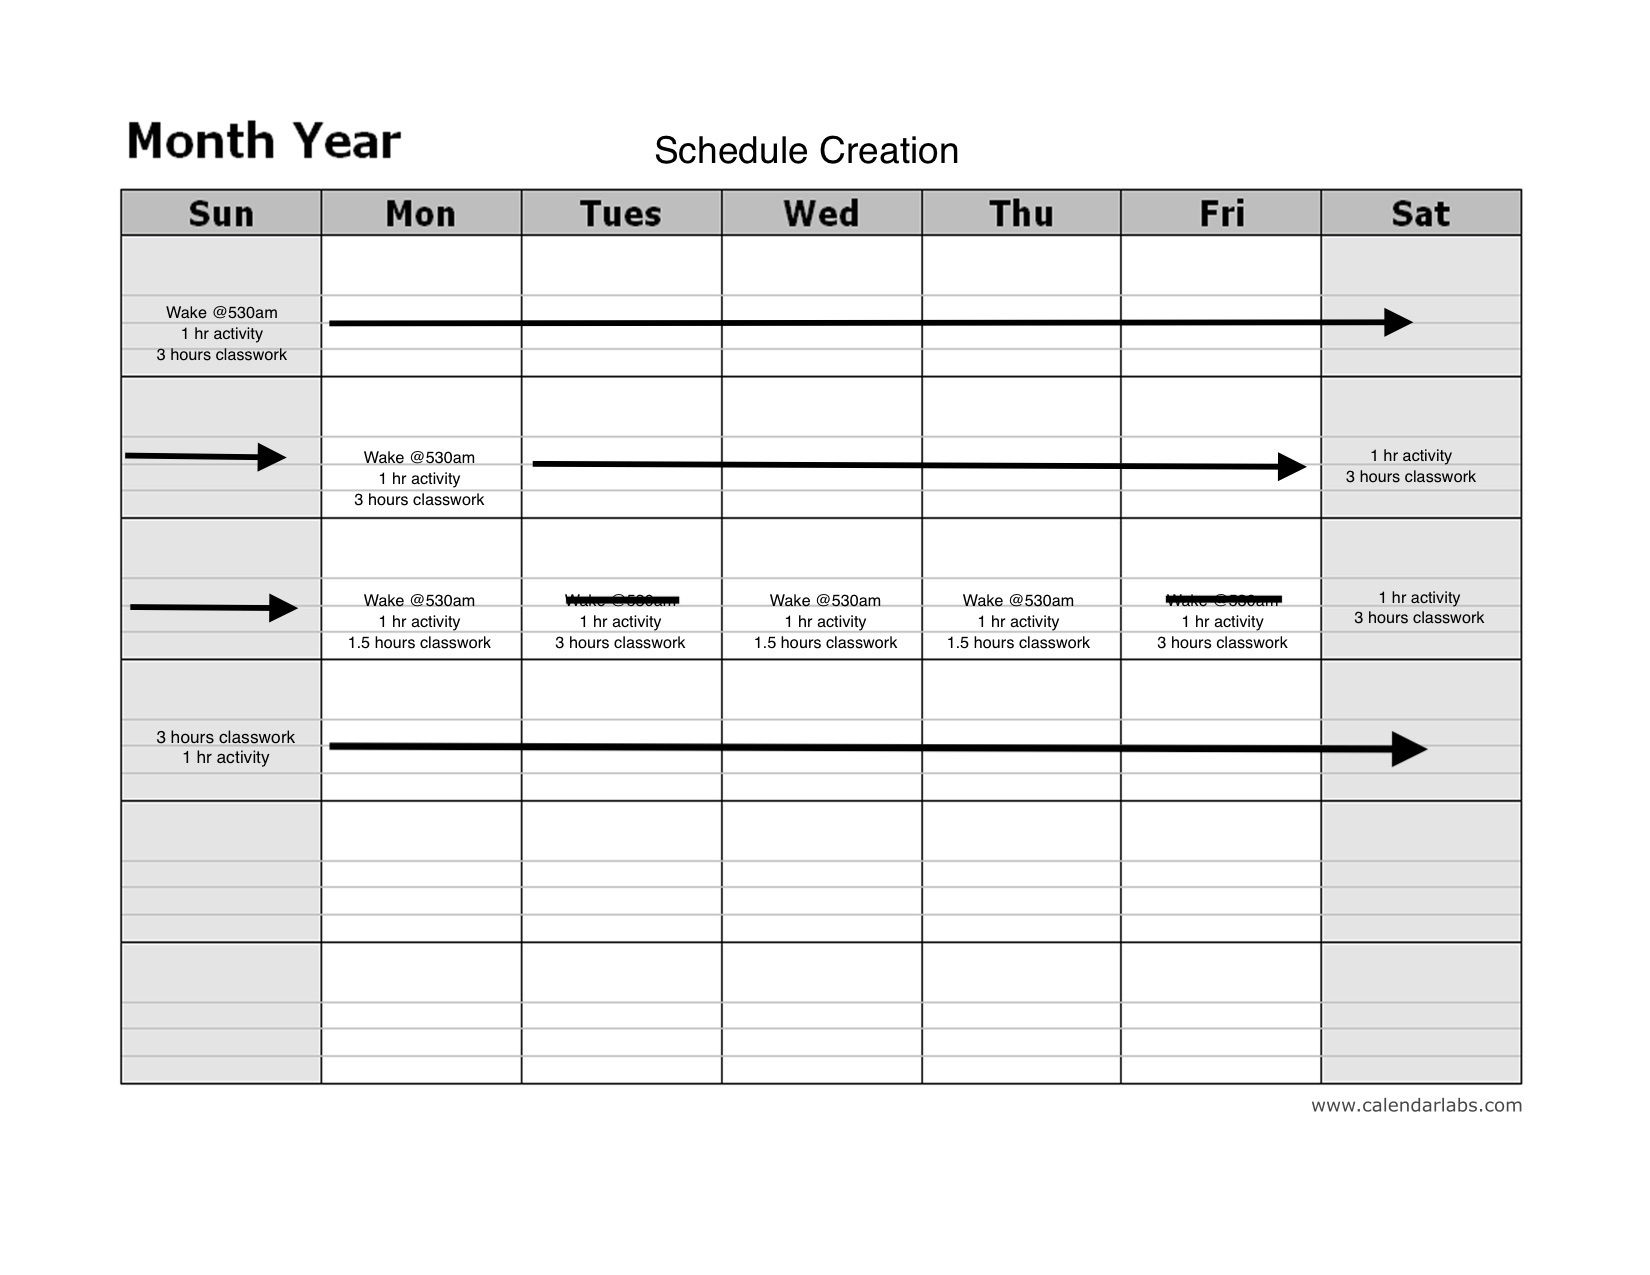 Month Year
Schedule Creation
Sun Mon Tues Wed Thu Fri Sat
Wake @530am
1 hr activity
3 hours classwork
Wake @530am
1 hr activity
3 hours classwork
1 hr activity
3 hours classwork
Wake @530am
1 hr activity
1.5 hours classwork
Wake @530am
1 hr activity
3 hours classwork
Wake @530am
1 hr activity
1.5 hours classwork
Wake @530am
1 hr activity
1.5 hours classwork
Wake @530am
1 hr activity
3 hours classwork
1 hr activity
3 hours classwork
3 hours classwork
1 hr activity
www.calendarlabs.com